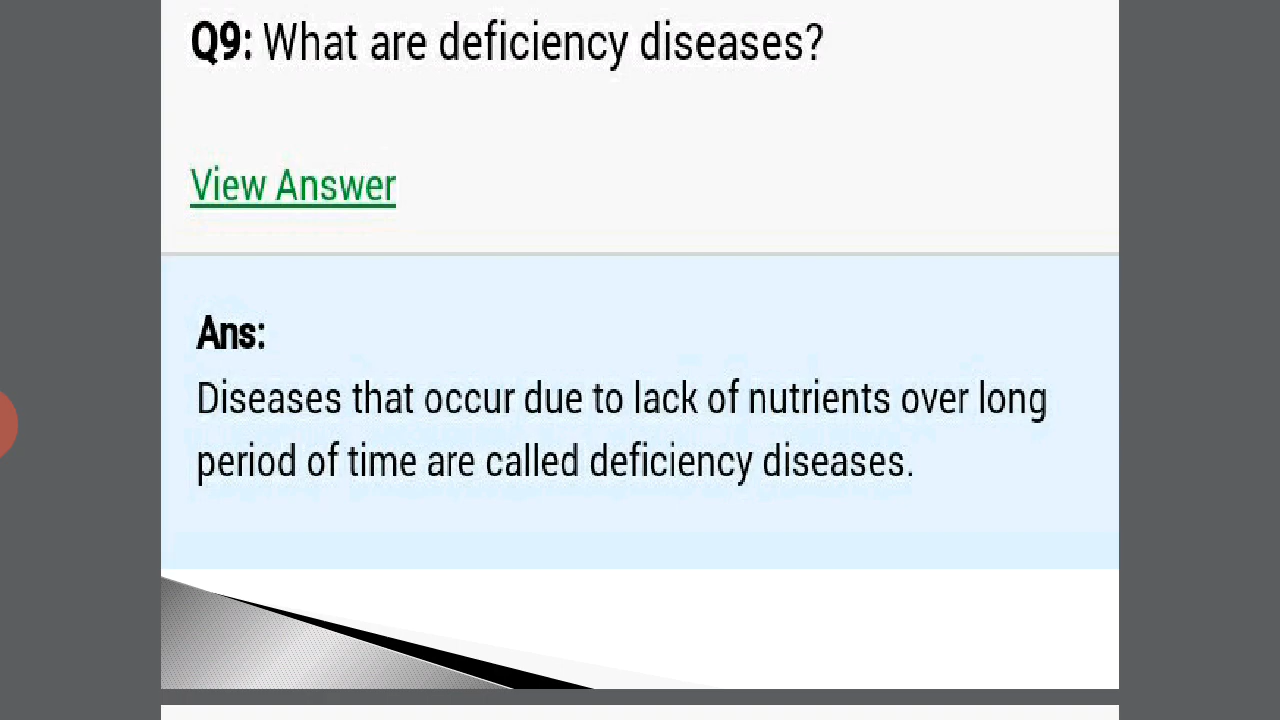 Q9: What are deficiency diseases?
View Answer
Ans:
Diseases that occur due to lack of nutrients over long
period of time are called deficiency diseases.